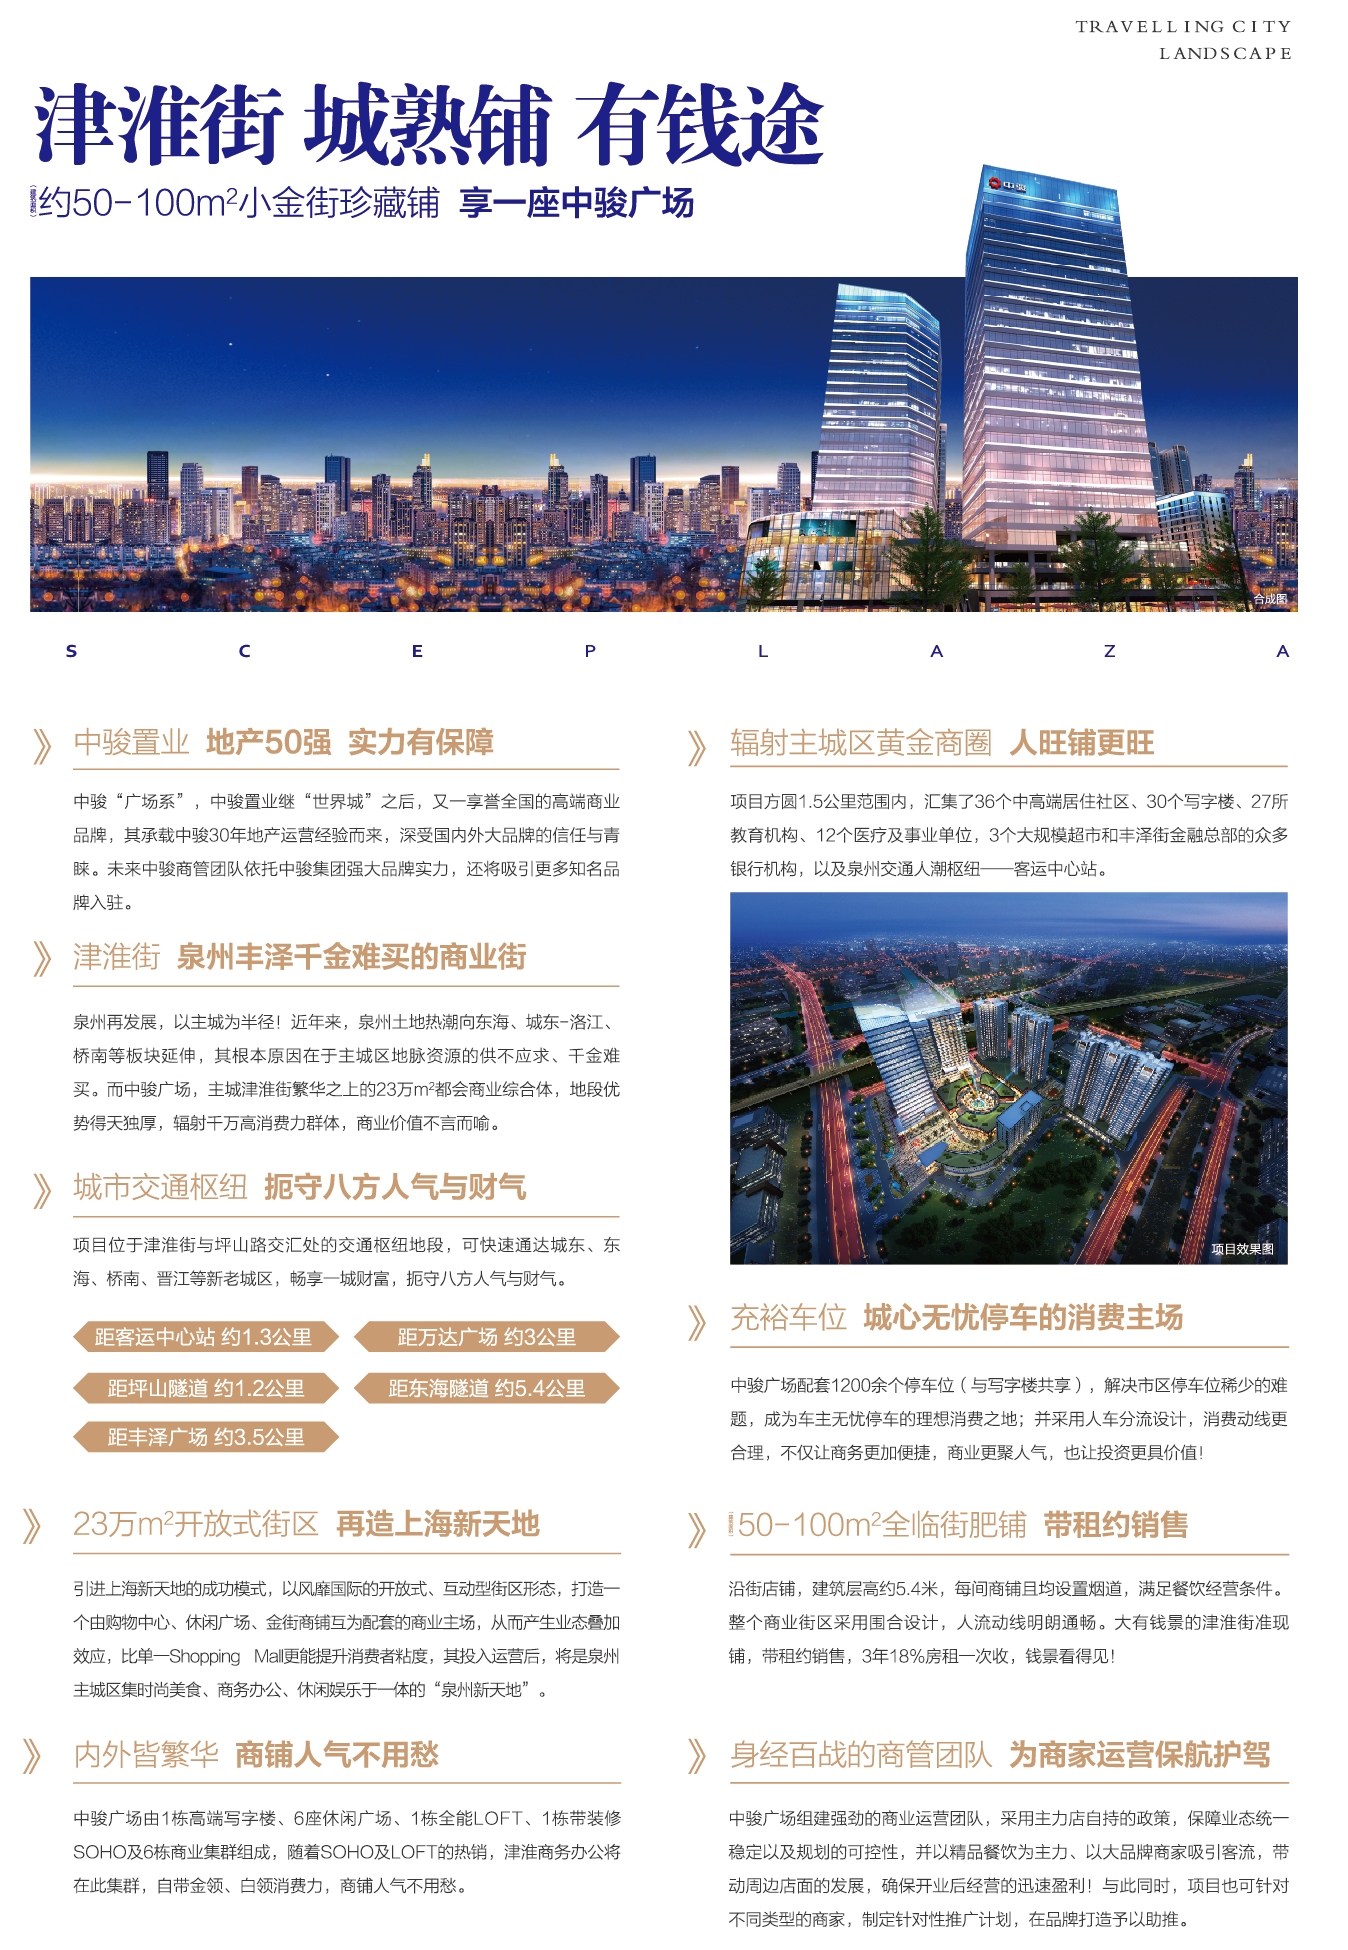 TRAVELLING CITY
LANDSCAPE
津淮街 城熟铺 有钱途
约50-100m²小金街珍藏铺 享一座中骏广场
中骏
合成图
S C E P L A Z A
中骏置业 地产50强 实力有保障
中骏“广场系”，中骏置业继“世界城”之后，又一享誉全国的高端商业
品牌，其承载中骏30年地产运营经验而来，深受国内外大品牌的信任与青
睐。未来中骏商管团队依托中骏集团强大品牌实力，还将吸引更多知名品
牌入驻。
津淮街 泉州丰泽千金难买的商业街
泉州再发展，以主城为半径！近年来，泉州土地热潮向东海、城东-洛江、
桥南等板块延伸，其根本原因在于主城区地脉资源的供不应求、千金难
买。而中骏广场，主城津淮街繁华之上的23万m²都会商业综合体，地段优
势得天独厚，辐射千万高消费力群体，商业价值不言而喻。
城市交通枢纽 扼守八方人气与财气
项目位于津淮街与坪山路交汇处的交通枢纽地段，可快速通达城东、东
海、桥南、晋江等新老城区，畅享一城财富，扼守八方人气与财气。
距客运中心站 约1.3公里
距万达广场 约3公里
距坪山隧道 约1.2公里
距东海隧道 约5.4公里
距丰泽广场 约3.5公里
23万m²开放式街区 再造上海新天地
引进上海新天地的成功模式，以风靡国际的开放式、互动型街区形态，打造一
个由购物中心、休闲广场、金街商铺互为配套的商业主场，从而产生业态叠加
效应，比单一Shopping Mall更能提升消费者粘度，其投入运营后，将是泉州
主城区集时尚美食、商务办公、休闲娱乐于一体的“泉州新天地”。
内外皆繁华 商铺人气不用愁
中骏广场由1栋高端写字楼、6座休闲广场、1栋全能LOFT、1栋带装修
SOHO及6栋商业集群组成，随着SOHO及LOFT的热销，津淮商务办公将
在此集群，自带金领、白领消费力，商铺人气不用愁。
辐射主城区黄金商圈 人旺铺更旺
项目方圆1.5公里范围内，汇集了36个中高端居住社区、30个写字楼、27所
教育机构、12个医疗及事业单位，3个大规模超市和丰泽街金融总部的众多
银行机构，以及泉州交通人潮枢纽——客运中心站。
项目效果图
充裕车位 城心无忧停车的消费主场
中骏广场配套1200余个停车位（与写字楼共享），解决市区停车位稀少的难
题，成为车主无忧停车的理想消费之地；并采用人车分流设计，消费动线更
合理，不仅让商务更加便捷，商业更聚人气，也让投资更具价值！
50-100m²全临街肥铺 带租约销售
沿街店铺，建筑层高约5.4米，每间商铺且均设置烟道，满足餐饮经营条件。
整个商业街区采用围合设计，人流动线明朗通畅。大有钱景的津淮街准现
铺，带租约销售，3年18%房租一次收，钱景看得见！
身经百战的商管团队 为商家运营保航护驾
中骏广场组建强劲的商业运营团队，采用主力店自持的政策，保障业态统一
稳定以及规划的可控性，并以精品餐饮为主力、以大品牌商家吸引客流，带
动周边店面的发展，确保开业后经营的迅速盈利！与此同时，项目也可针对
不同类型的商家，制定针对性推广计划，在品牌打造予以助推。